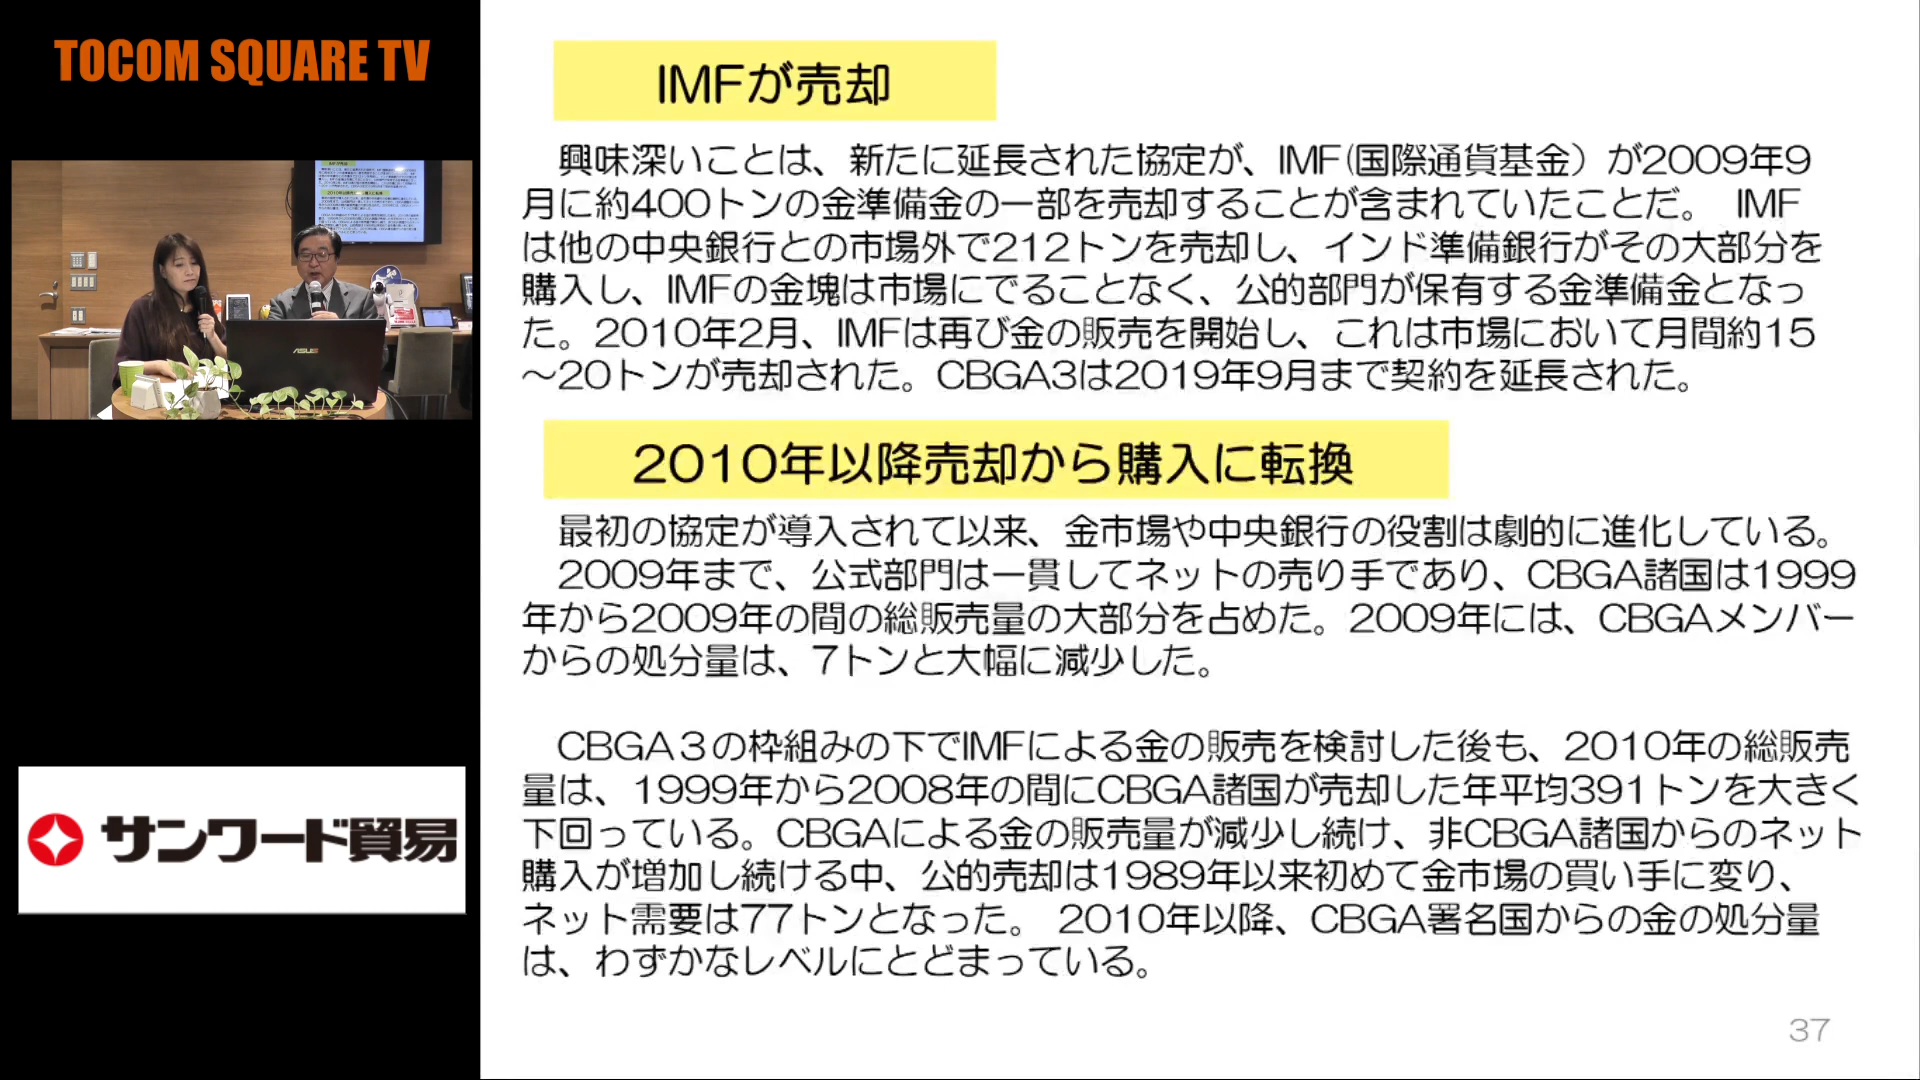 TOCOM SQUARE TV
IMFが売却
興味深いことは、新たに延長された協定が、IMF(国際通貨基金）が2009年9
月に約400トンの金準備金の一部を売却することが含まれていたことだ。 IMF
は他の中央銀行との市場外で212トンを売却し、インド準備銀行がその大部分を
購入し、IMFの金塊は市場にでることなく、公的部門が保有する金準備金となっ
た。2010年2月、IMFは再び金の販売を開始し、これは市場において月間約15
～20トンが売却された。CBGA3は2019年9月まで契約を延長された。
2010年以降売却から購入に転換
最初の協定が導入されて以来、金市場や中央銀行の役割は劇的に進化している。
2009年まで、公式部門は一貫してネットの売り手であり、CBGA諸国は1999
年から2009年の間の総販売量の大部分を占めた。2009年には、CBGAメンバー
からの処分量は、7トンと大幅に減少した。
CBGA３の枠組みの下でIMFによる金の販売を検討した後も、2010年の総販売
量は、1999年から2008年の間にCBGA諸国が売却した年平均391トンを大きく
下回っている。CBGAによる金の販売量が減少し続け、非CBGA諸国からのネット
購入が増加し続ける中、公的売却は1989年以来初めて金市場の買い手に変り、
ネット需要は77トンとなった。 2010年以降、CBGA署名国からの金の処分量
は、わずかなレベルにとどまっている。
37
ASUS
サンワード貿易